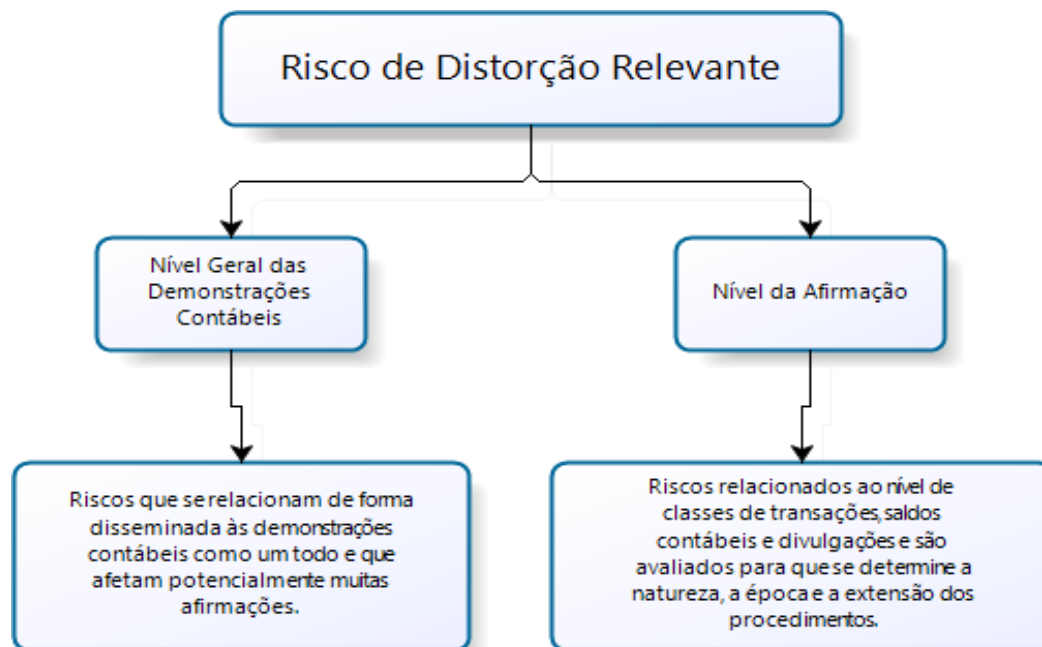 Risco de Distorção Relevante
Nível Geral das
Demonstrações
Contábeis
Nível da Afirmação
Riscos que se relacionam de forma
disseminada às demonstrações
contábeis como um todo e que
afetam potencialmente muitas
afirmações.
Riscos relacionados ao nível de
classes de transações, saldos
contábeis e divulgações e são
avaliados para que se determine a
natureza, a época e a extensão dos
procedimentos.